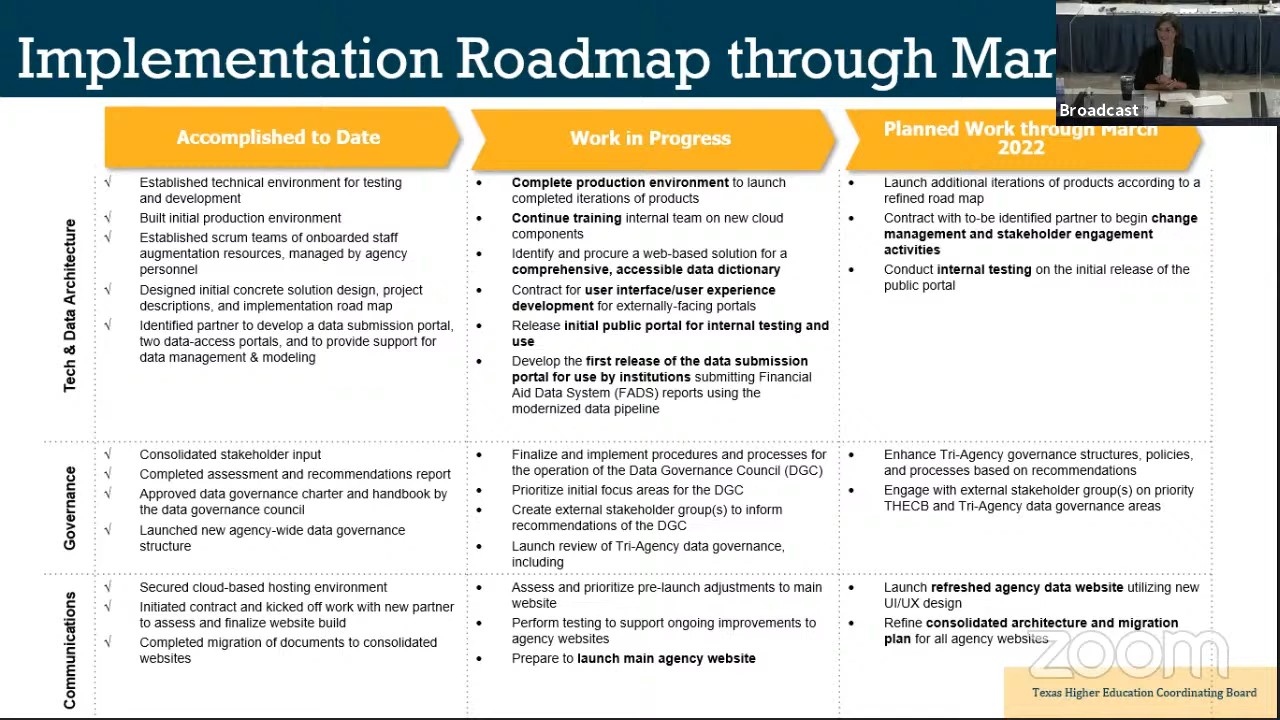 Implementation Roadmap through Mar
Broadcast
Accomplished to Date
Work in Progress
Planned Work through March
2022
Tech & Data Architecture
√ Established technical environment for testing
and development
√ Built initial production environment
√ Established scrum teams of onboarded staff
augmentation resources, managed by agency
personnel
√ Designed initial concrete solution design, project
descriptions, and implementation road map
√ Identified partner to develop a data submission portal,
two data-access portals, and to provide support for
data management & modeling
• Complete production environment to launch
completed iterations of products
• Continue training internal team on new cloud
components
• Identify and procure a web-based solution for a
comprehensive, accessible data dictionary
• Contract for user interface/user experience
development for externally-facing portals
• Release initial public portal for internal testing and
use
• Develop the first release of the data submission
portal for use by institutions submitting Financial
Aid Data System (FADS) reports using the
modernized data pipeline
• Launch additional iterations of products according to a
refined road map
• Contract with to-be identified partner to begin change
management and stakeholder engagement
activities
• Conduct internal testing on the initial release of the
public portal
Governance
√ Consolidated stakeholder input
√ Completed assessment and recommendations report
√ Approved data governance charter and handbook by
the data governance council
√ Launched new agency-wide data governance
structure
• Finalize and implement procedures and processes for
the operation of the Data Governance Council (DGC)
• Prioritize initial focus areas for the DGC
• Create external stakeholder group(s) to inform
recommendations of the DGC
• Launch review of Tri-Agency data governance,
including
• Enhance Tri-Agency governance structures, policies,
and processes based on recommendations
• Engage with external stakeholder group(s) on priority
THECB and Tri-Agency data governance areas
Communications
√ Secured cloud-based hosting environment
√ Initiated contract and kicked off work with new partner
to assess and finalize website build
√ Completed migration of documents to consolidated
websites
• Assess and prioritize pre-launch adjustments to main
website
• Perform testing to support ongoing improvements to
agency websites
• Prepare to launch main agency website
• Launch refreshed agency data website utilizing new
UI/UX design
• Refine consolidated architecture and migration
plan for all agency websites
zoom
Texas Higher Education Coordinating Board